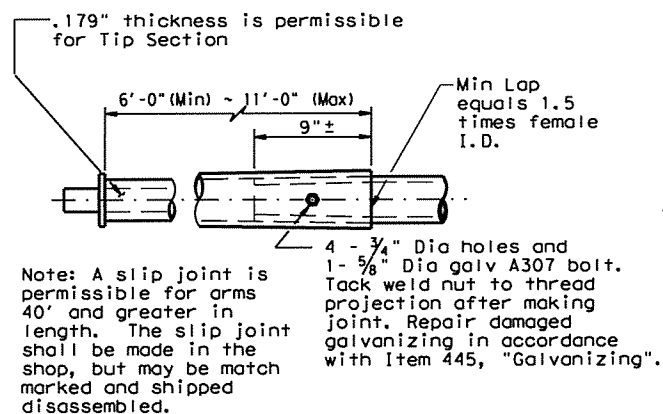 .179" thickness is permissible
for Tip Section
6'-0"(Min) ~ 11'-0" (Max)
9"±
Min Lap
equals 1.5
times female
I.D.
4 - 3/4" Dia holes and
1- 5/8" Dia galv A307 bolt.
Tack weld nut to thread
projection after making
joint. Repair damaged
galvanizing in accordance
with Item 445, "Galvanizing".
Note: A slip joint is
permissible for arms
40' and greater in
length. The slip joint
shall be made in the
shop, but may be match
marked and shipped
disassembled.